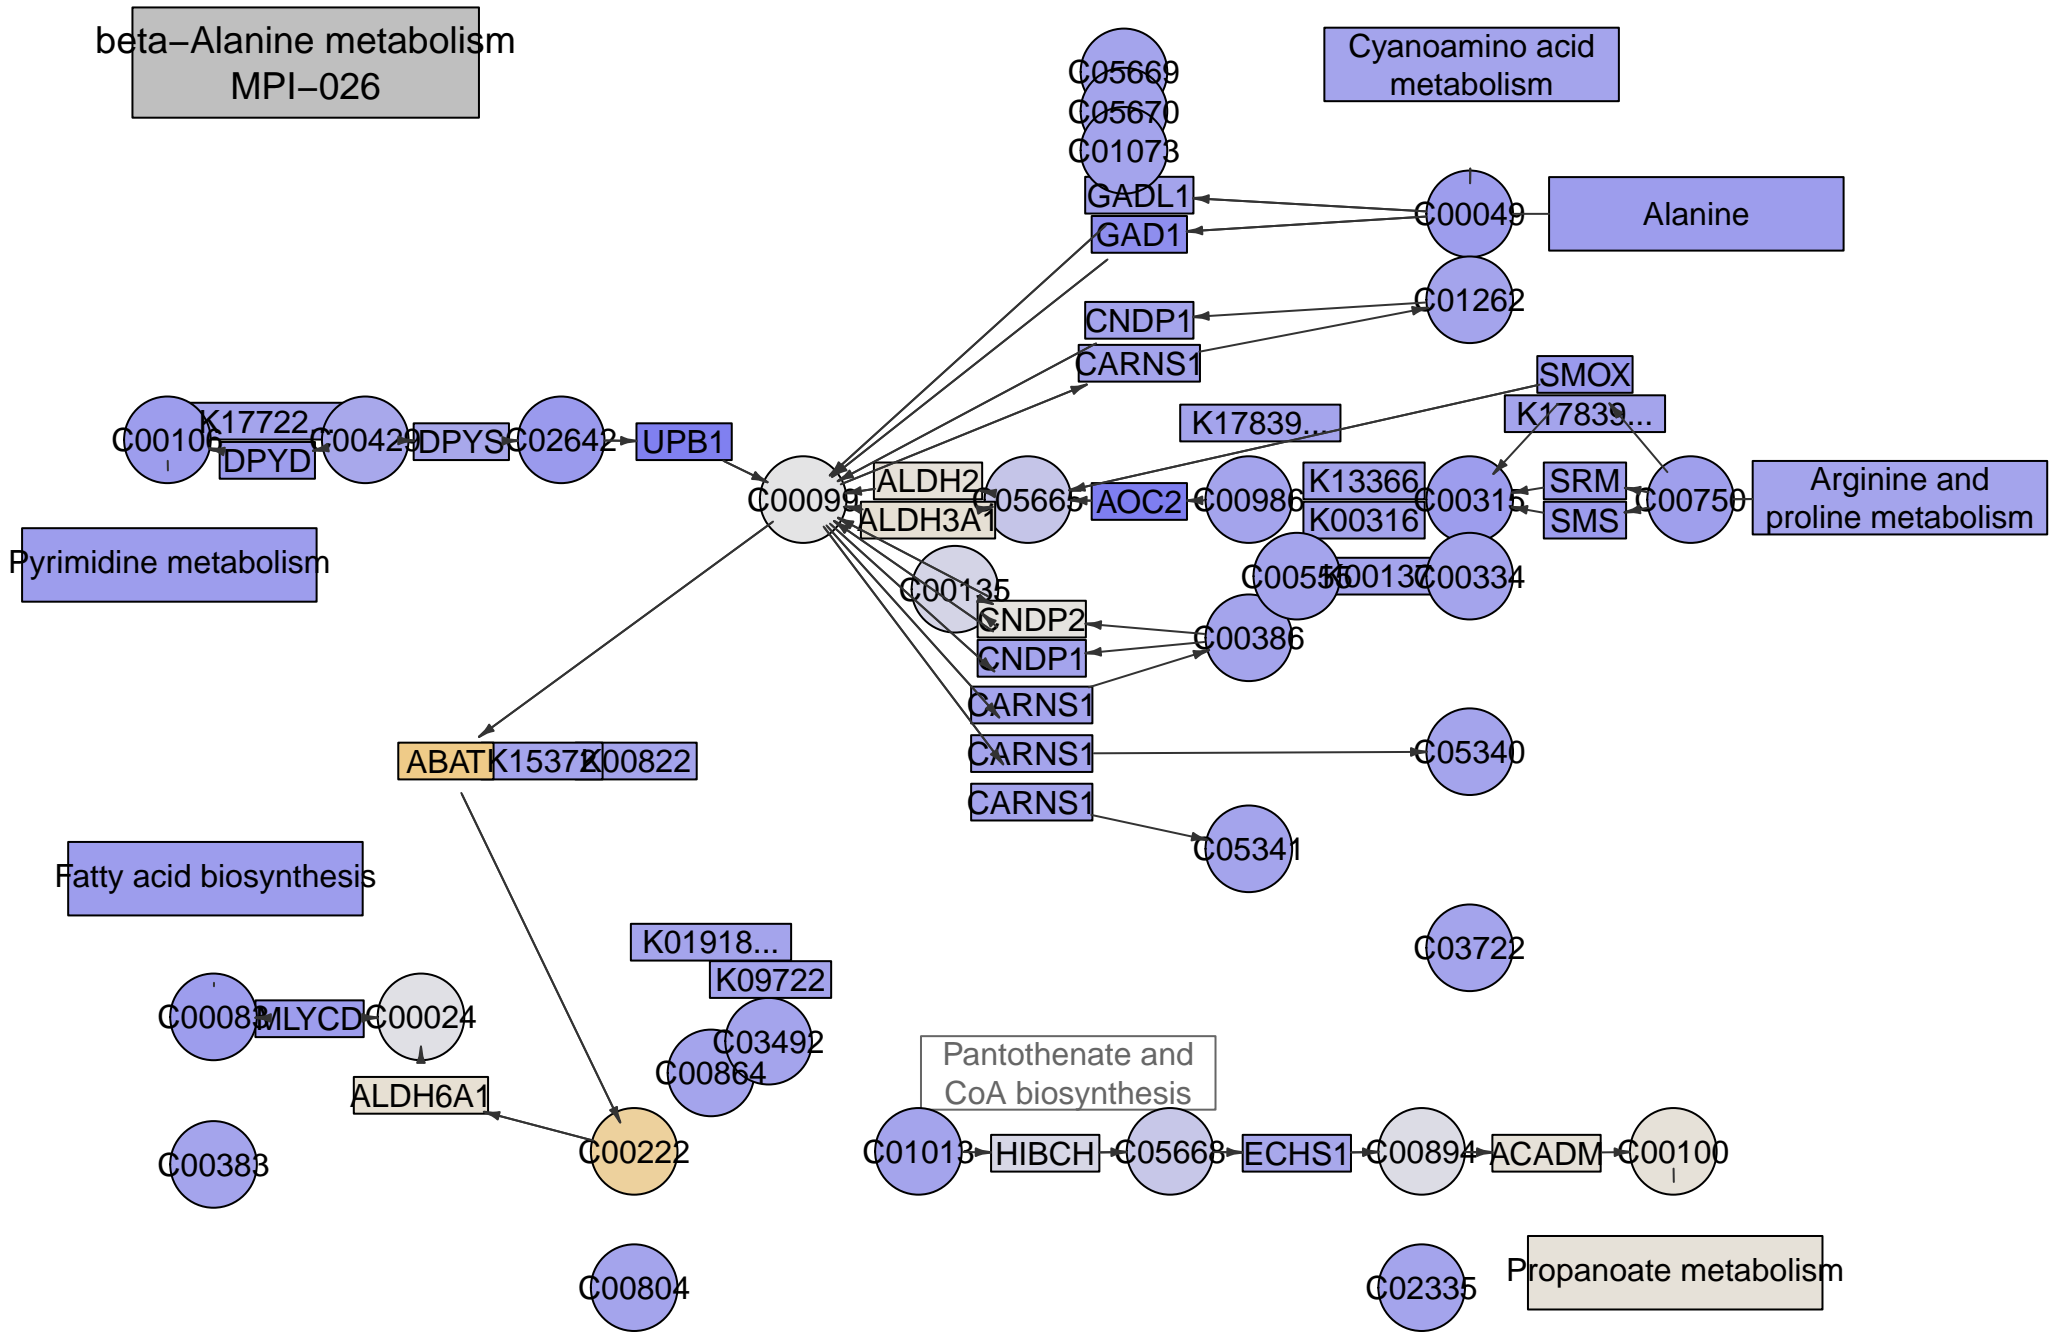 beta−Alanine metabolism
MPI−026
C05669
C05670
C01073
Cyanoamino acid
metabolism
GADL1
GAD1
C00049
Alanine
C01262
CNDP1
CARNS1
SMOX
K17839...
K17839...
C00106
K17722...
DPYD
C00429
DPYS
C02642
UPB1
C00099
ALDH2
ALDH3A1
C05665
AOC2
C00986
K13366
K00316
C00315
SRM
SMS
C00750
Arginine and
proline metabolism
Pyrimidine metabolism
C00135
C00555
K00137
C00334
CNDP2
CNDP1
C00386
CARNS1
CARNS1
CARNS1
C05340
C05341
ABAT
K15372
K00822
Fatty acid biosynthesis
K01918...
K09722
C03722
C00083
MLYCD
C00024
C03492
C00864
ALDH6A1
Pantothenate and
CoA biosynthesis
C00383
C00222
C01013
HIBCH
C05668
ECHS1
C00894
ACADM
C00100
C00804
C02335
Propanoate metabolism